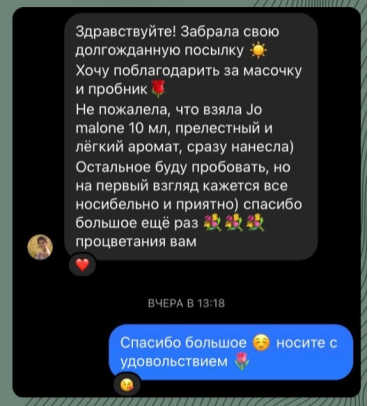 Здравствуйте! Забрала свою
долгожданную посылку ☀️
Хочу поблагодарить за масочку
и пробник🌹
Не пожалела, что взяла Jo
malone 10 мл, прелестный и
лёгкий аромат, сразу нанесла)
Остальное буду пробовать, но
на первый взгляд кажется все
носибельно и приятно) спасибо
большое ещё раз 💐💐💐
процветания вам
ВЧЕРА В 13:18
Спасибо большое ☺️ носите с
удовольствием 🌷